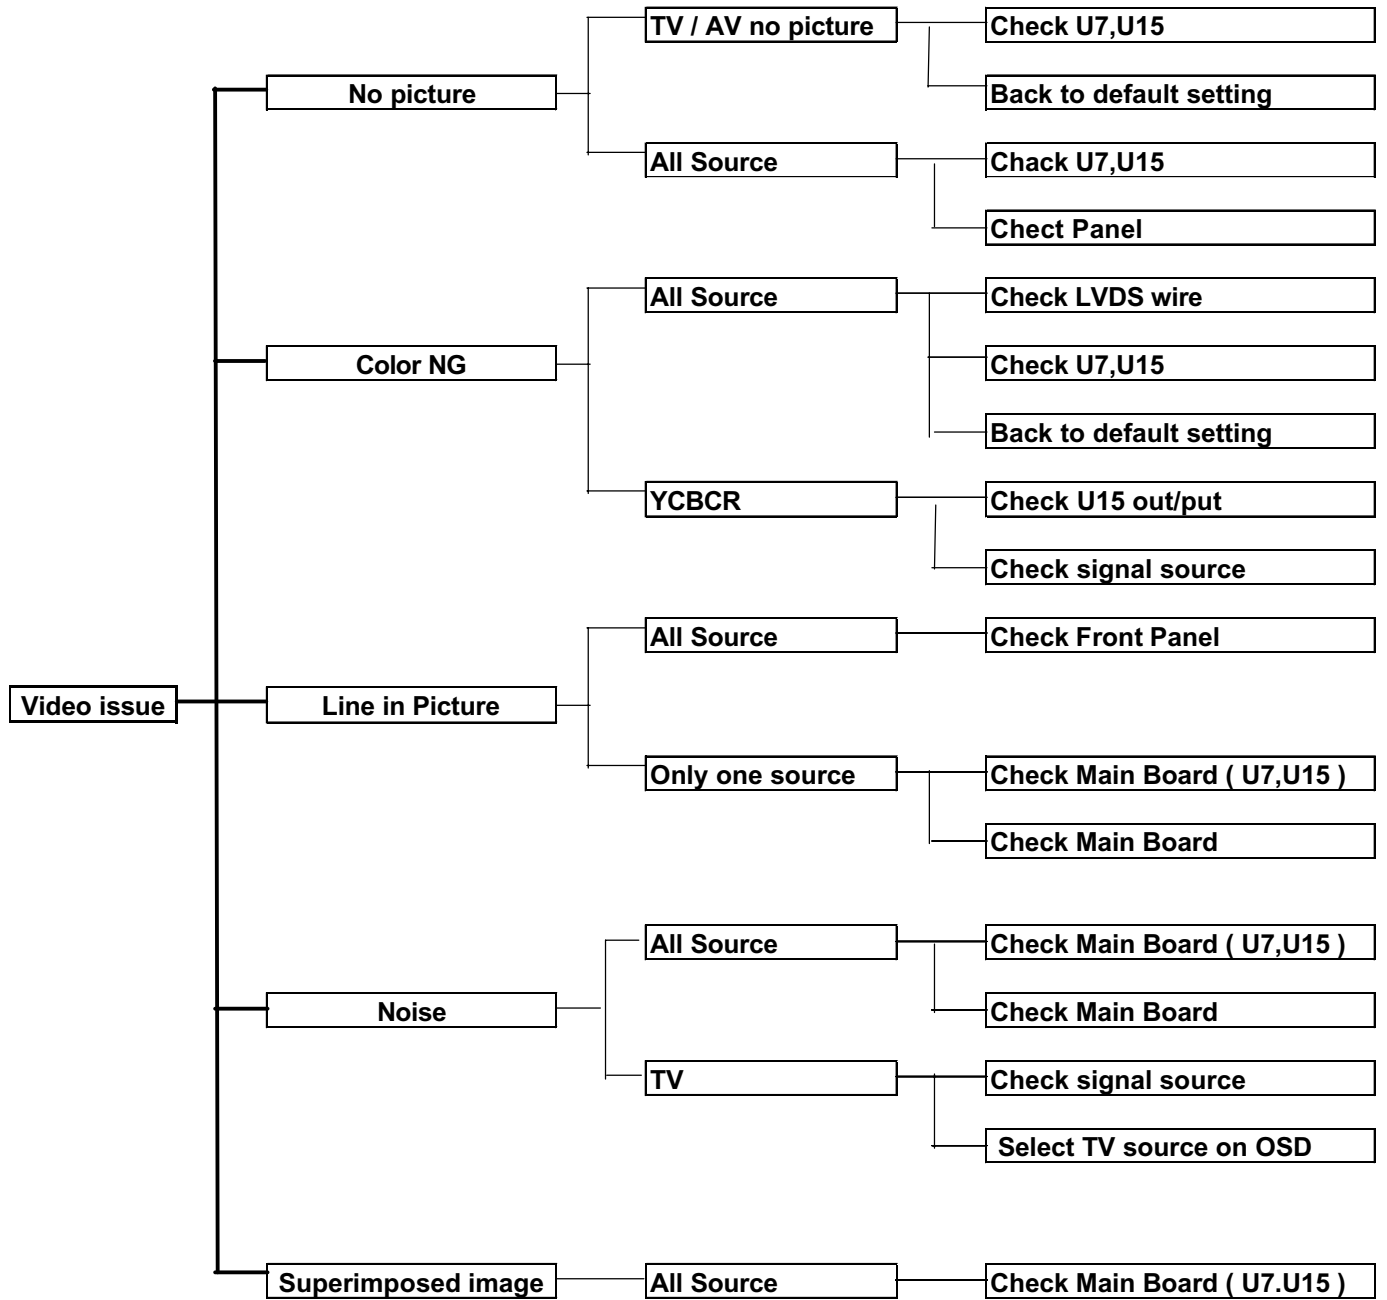 TV / AV no picture
Check U7,U15
No picture
Back to default setting
All Source
Chack U7,U15
Chect Panel
All Source
Check LVDS wire
Color NG
Check U7,U15
Back to default setting
YCBCR
Check U15 out/put
Check signal source
All Source
Check Front Panel
Video issue
Line in Picture
Only one source
Check Main Board ( U7,U15 )
Check Main Board
All Source
Check Main Board ( U7,U15 )
Noise
Check Main Board
TV
Check signal source
Select TV source on OSD
Superimposed image
All Source
Check Main Board ( U7.U15 )